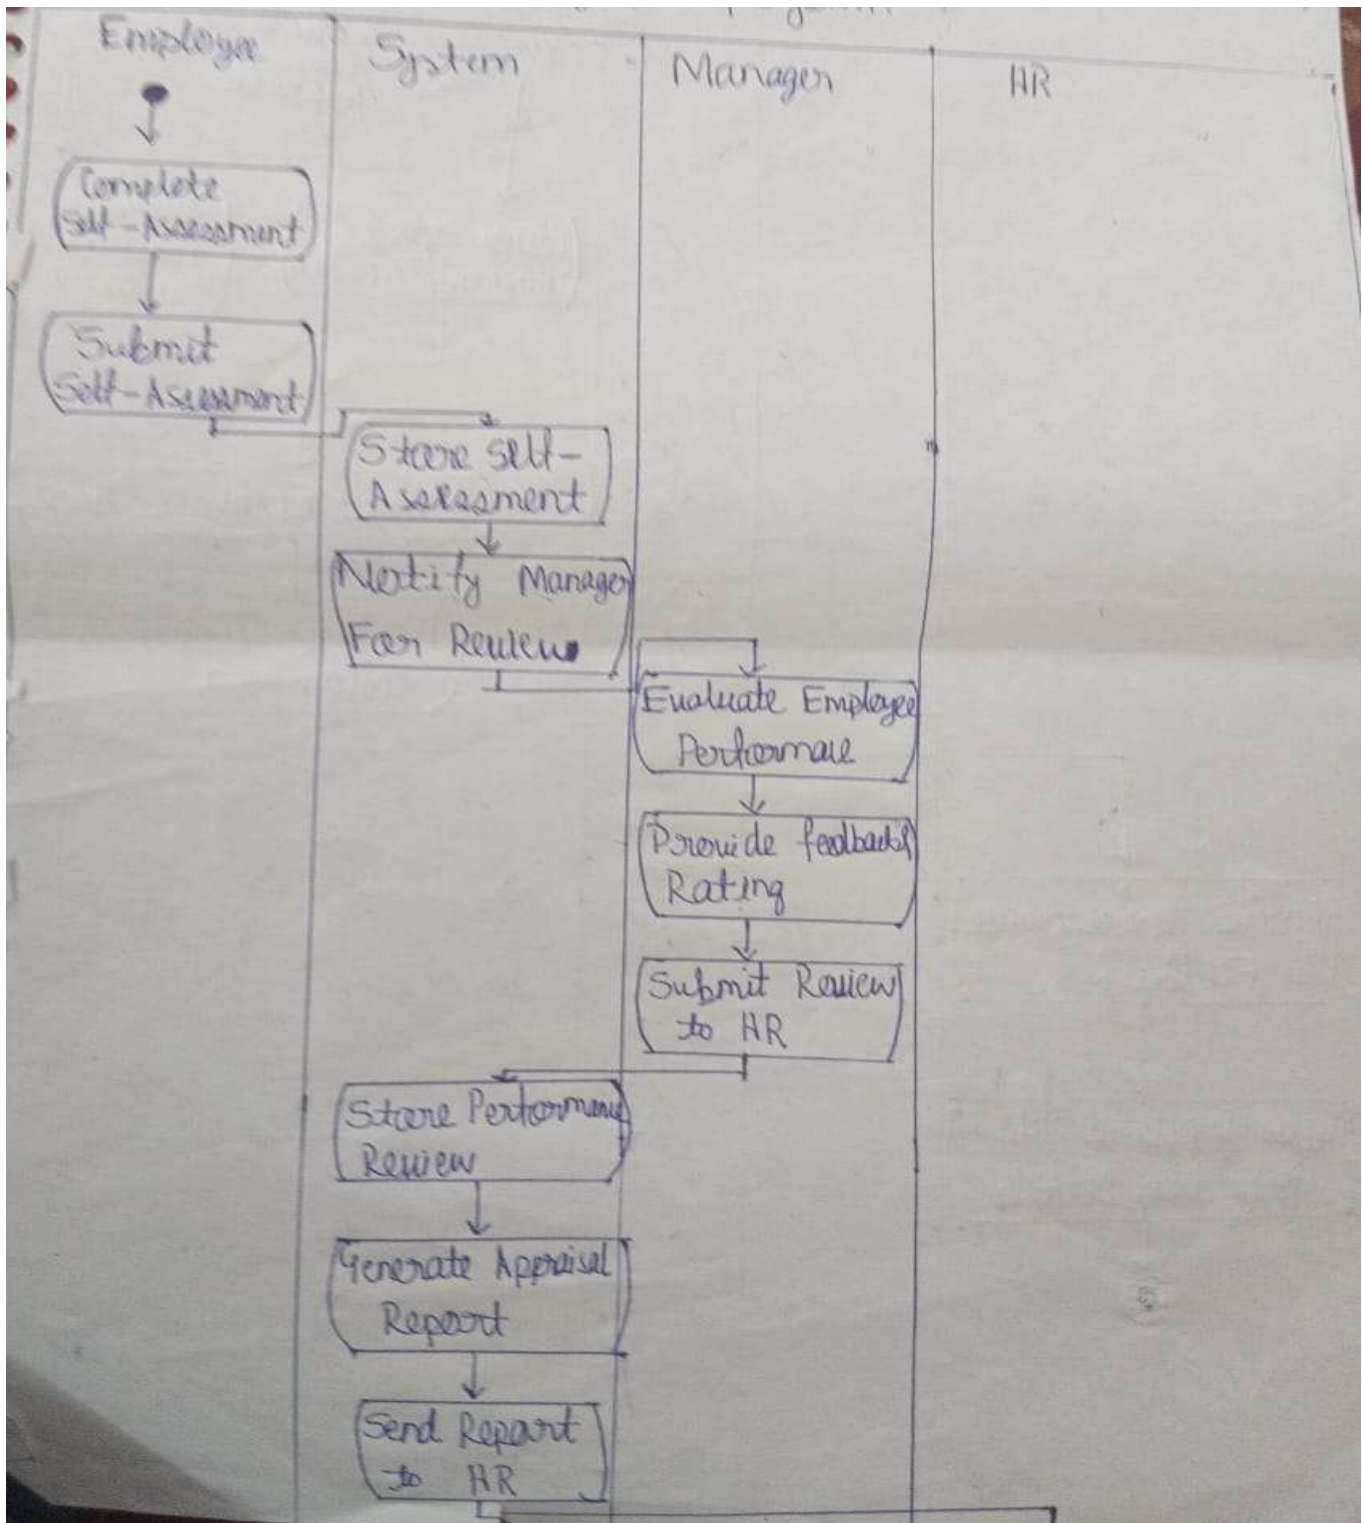 Employee
System
Manager
HR
Complete
Self-Assessment
Submit
Self-Assessment
Store Self-
Assessment
Notify Manager
For Review
Evaluate Employee
Performace
Provide feedback &
Rating
Submit Review
to HR
Store Performance
Review
Generate Appraisal
Report
Send Report
to HR